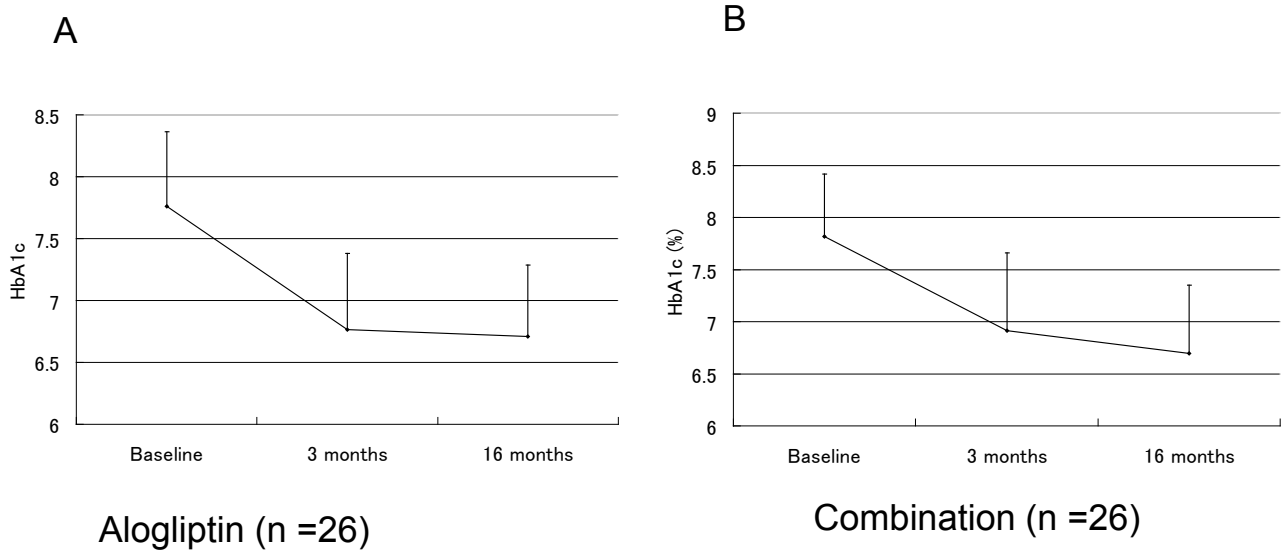 A
8.5
8
7.5
7
6.5
6
HbA1c
Baseline
3 months
16 months
Alogliptin (n =26)
B
9
8.5
8
7.5
7
6.5
6
HbA1c (%)
Baseline
3 months
16 months
Combination (n =26)